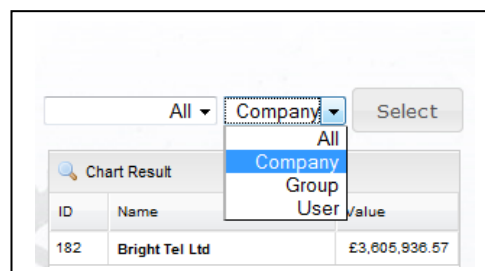 All Company Select
All
Company
Group
User
Chart Result
ID Name Value
182 Bright Tel Ltd £3,605,936.57